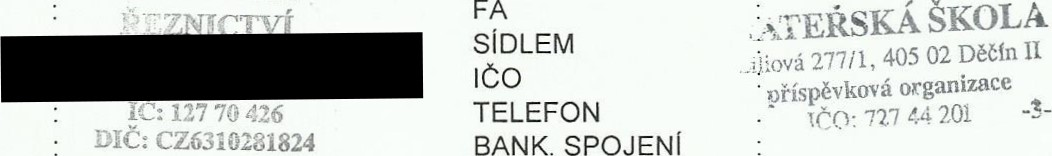 : ŘEZNICTVÍ
: IČ: 127 70 426
: DIČ: CZ6310281824
FA
SÍDLEM
IČO
TELEFON
BANK. SPOJENÍ
: ATEŘSKÁ ŠKOLA
: 277/1, 405 02 Děčín II
: příspěvková organizace
: IČO: 727 44 201 -3-
: